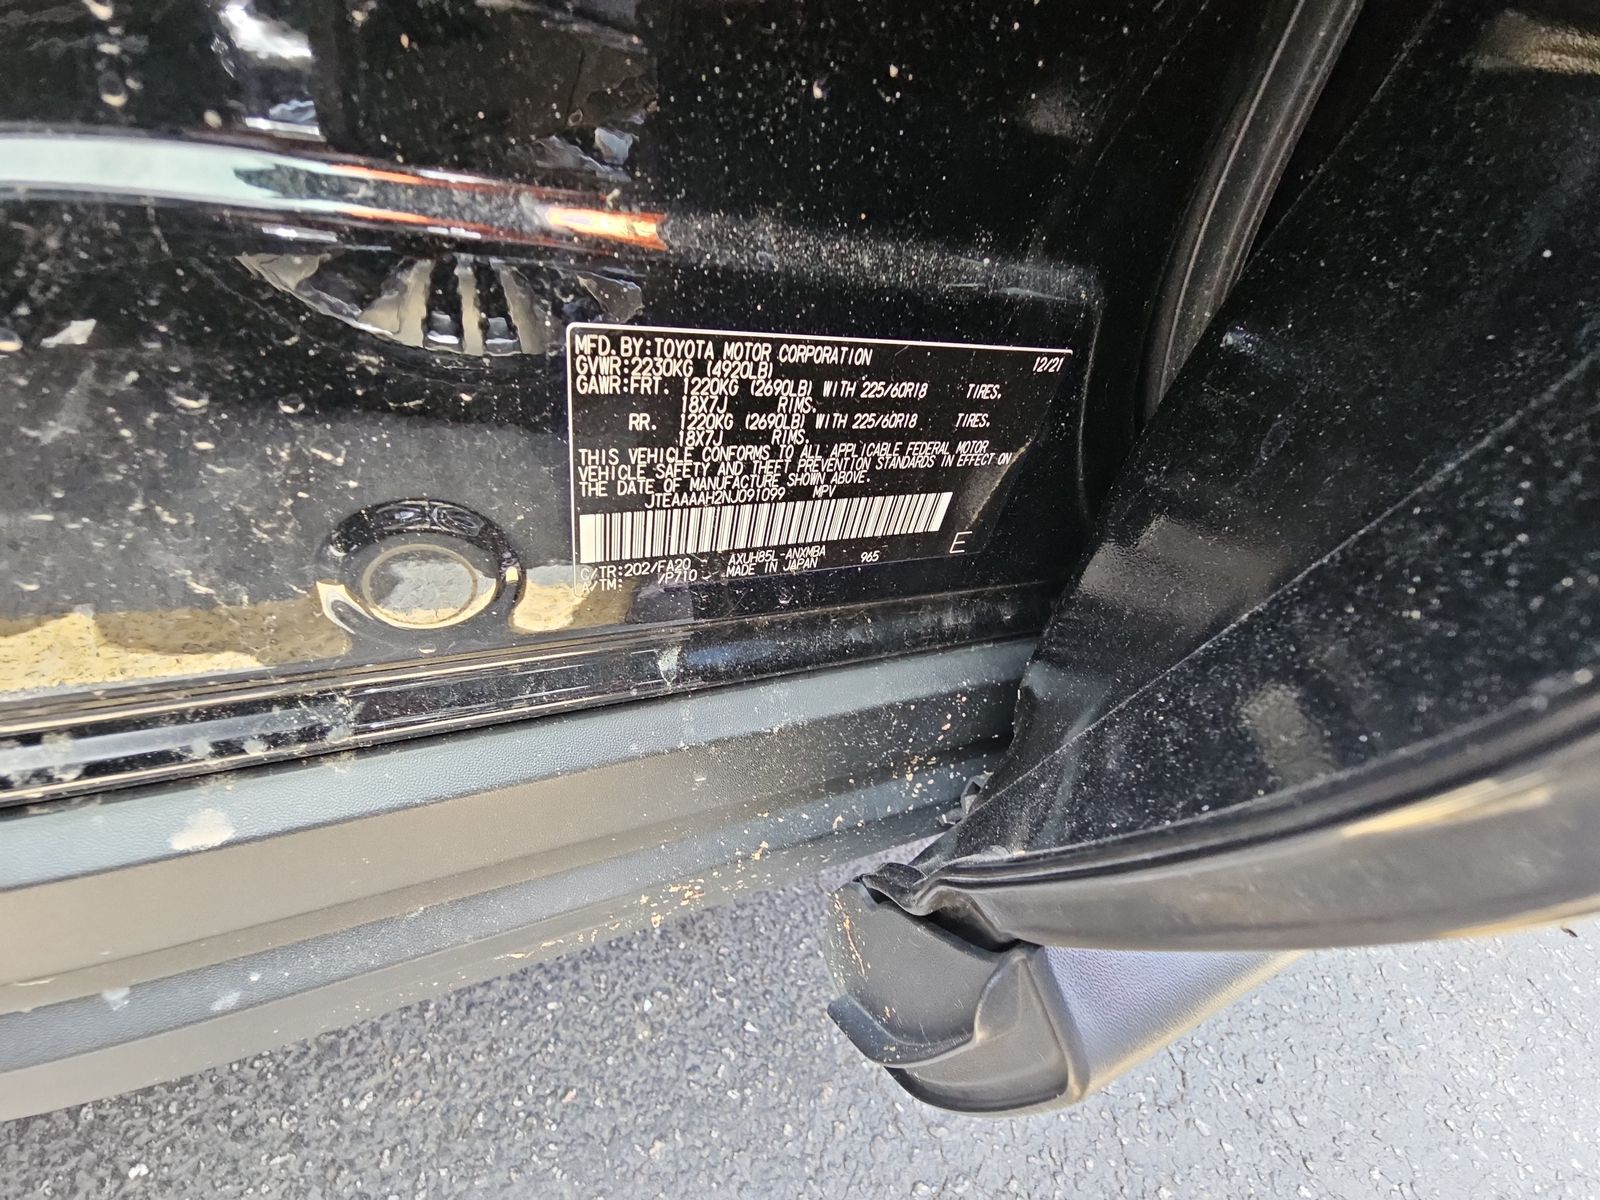 MFD. BY: TOYOTA MOTOR CORPORATION 12/21
GVWR: 2230KG (4920LB)
GAWR: FRT. 1220KG (2690LB) WITH 225/60R18 TIRES.
18X7J RIMS.
RR. 1220KG (2690LB) WITH 225/60R18 TIRES.
18X7J RIMS.
THIS VEHICLE CONFORMS TO ALL APPLICABLE FEDERAL MOTOR
VEHICLE SAFETY AND THEFT PREVENTION STANDARDS IN EFFECT ON
THE DATE OF MANUFACTURE SHOWN ABOVE.
JTEAAAAH2NJ091099 MPV
C/TR: 202/FA20 AXUH85L-ANXMBA 965 E
A/TM: /P710 MADE IN JAPAN